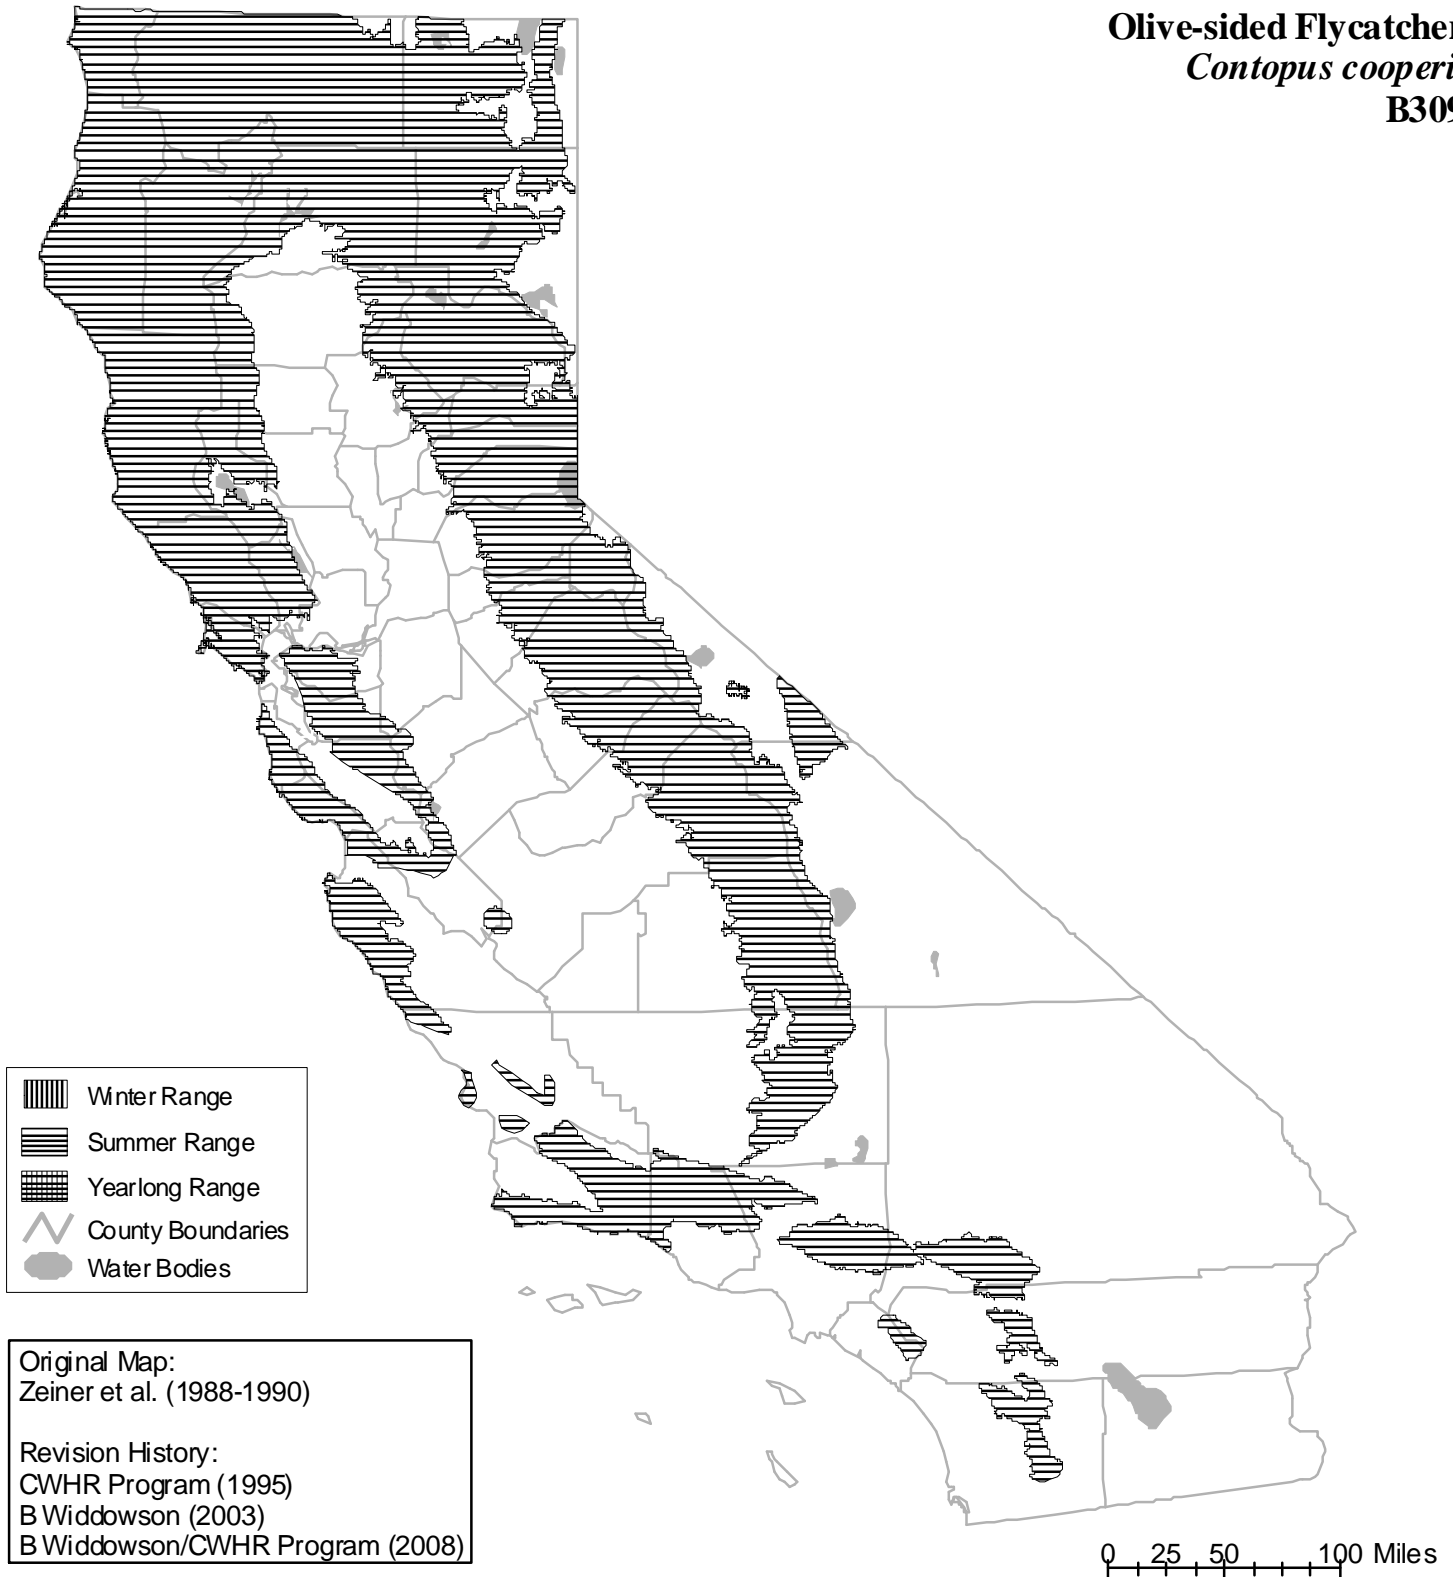 Olive-sided Flycatcher
Contopus cooperi
B309
Winter Range
Summer Range
Yearlong Range
County Boundaries
Water Bodies
Original Map:
Zeiner et al. (1988-1990)
Revision History:
CWHR Program (1995)
B Widdowson (2003)
B Widdowson/CWHR Program (2008)
0 25 50 100 Miles